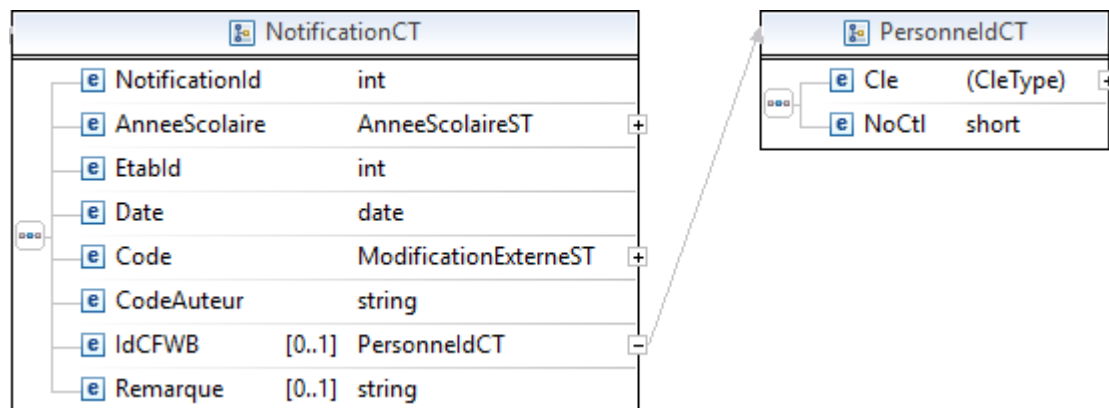 NotificationCT
NotificationId int
AnneeScolaire AnneeScolaireST
EtabId int
Date date
Code ModificationExterneST
CodeAuteur string
IdCFWB [0..1] PersonneIdCT
Remarque [0..1] string
PersonneIdCT
Cle (CleType)
NoCtl short